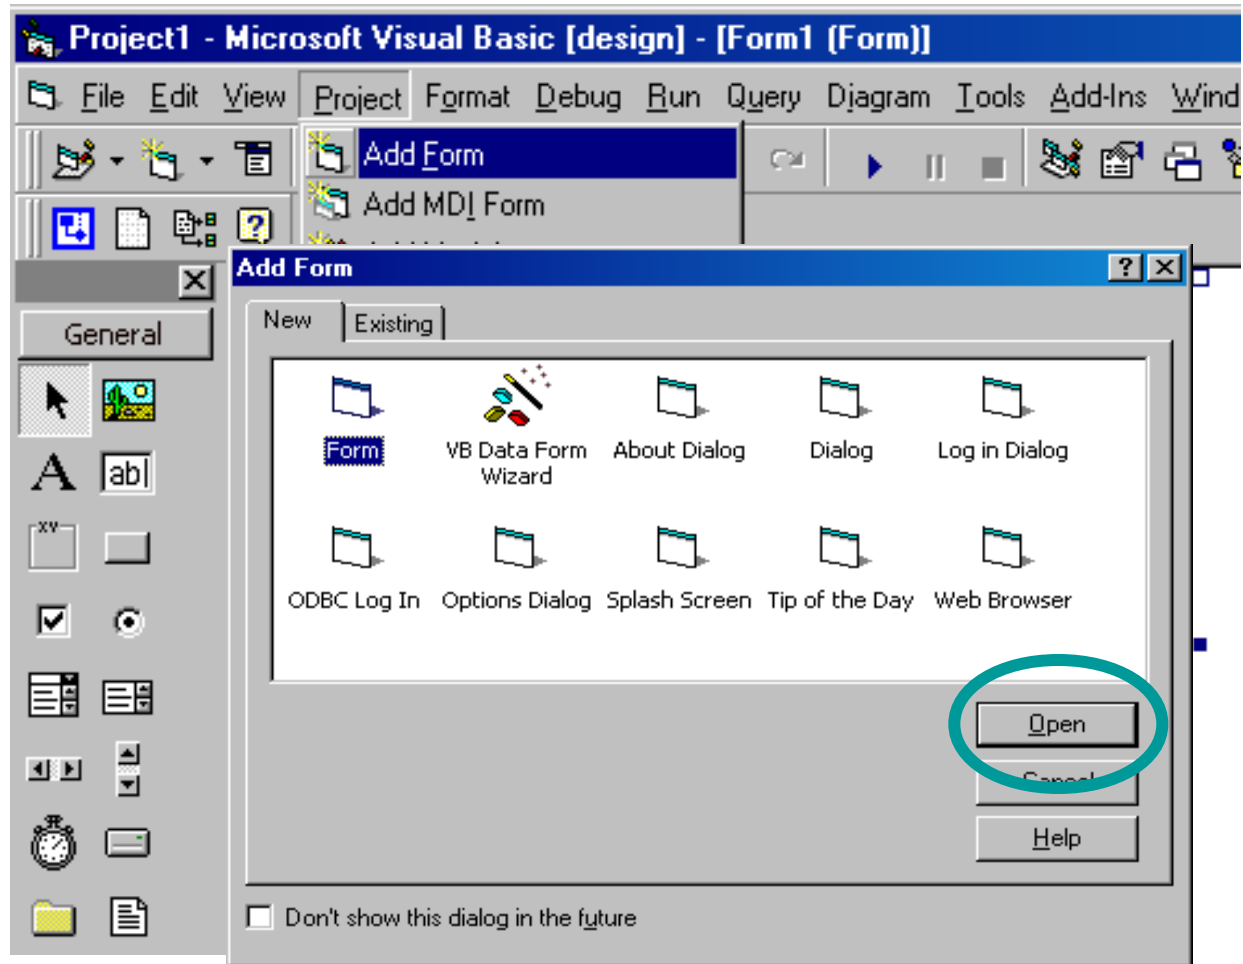 Project1 - Microsoft Visual Basic [design] - [Form1 (Form)]
File Edit View Project Format Debug Run Query Diagram Tools Add-Ins Wind
Add Form
Add MDI Form
Add Form
General
New Existing
A abl
xv
Form VB Data Form Wizard About Dialog Dialog Log in Dialog
ODBC Log In Options Dialog Splash Screen Tip of the Day Web Browser
Open
Cancel
Help
Don't show this dialog in the future